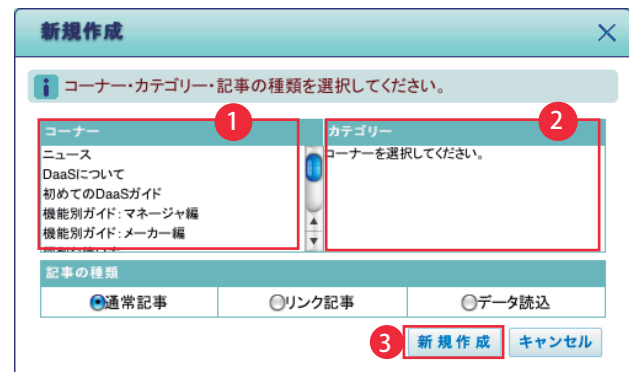 新規作成
i コーナー・カテゴリー・記事の種類を選択してください。
1
2
コーナー
カテゴリー
ニュース
コーナーを選択してください。
DaaSについて
初めてのDaaSガイド
機能別ガイド:マネージャ編
機能別ガイド:メーカー編
記事の種類
通常記事
リンク記事
データ読込
3
新規作成
キャンセル